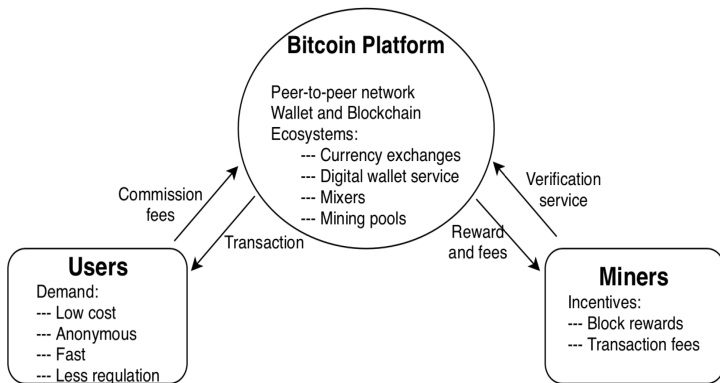 Bitcoin Platform
Peer-to-peer network
Wallet and Blockchain
Ecosystems:
--- Currency exchanges
--- Digital wallet service
--- Mixers
--- Mining pools
Commission
fees
Transaction
Verification
service
Reward
and fees
Users
Demand:
--- Low cost
--- Anonymous
--- Fast
--- Less regulation
Miners
Incentives:
--- Block rewards
--- Transaction fees